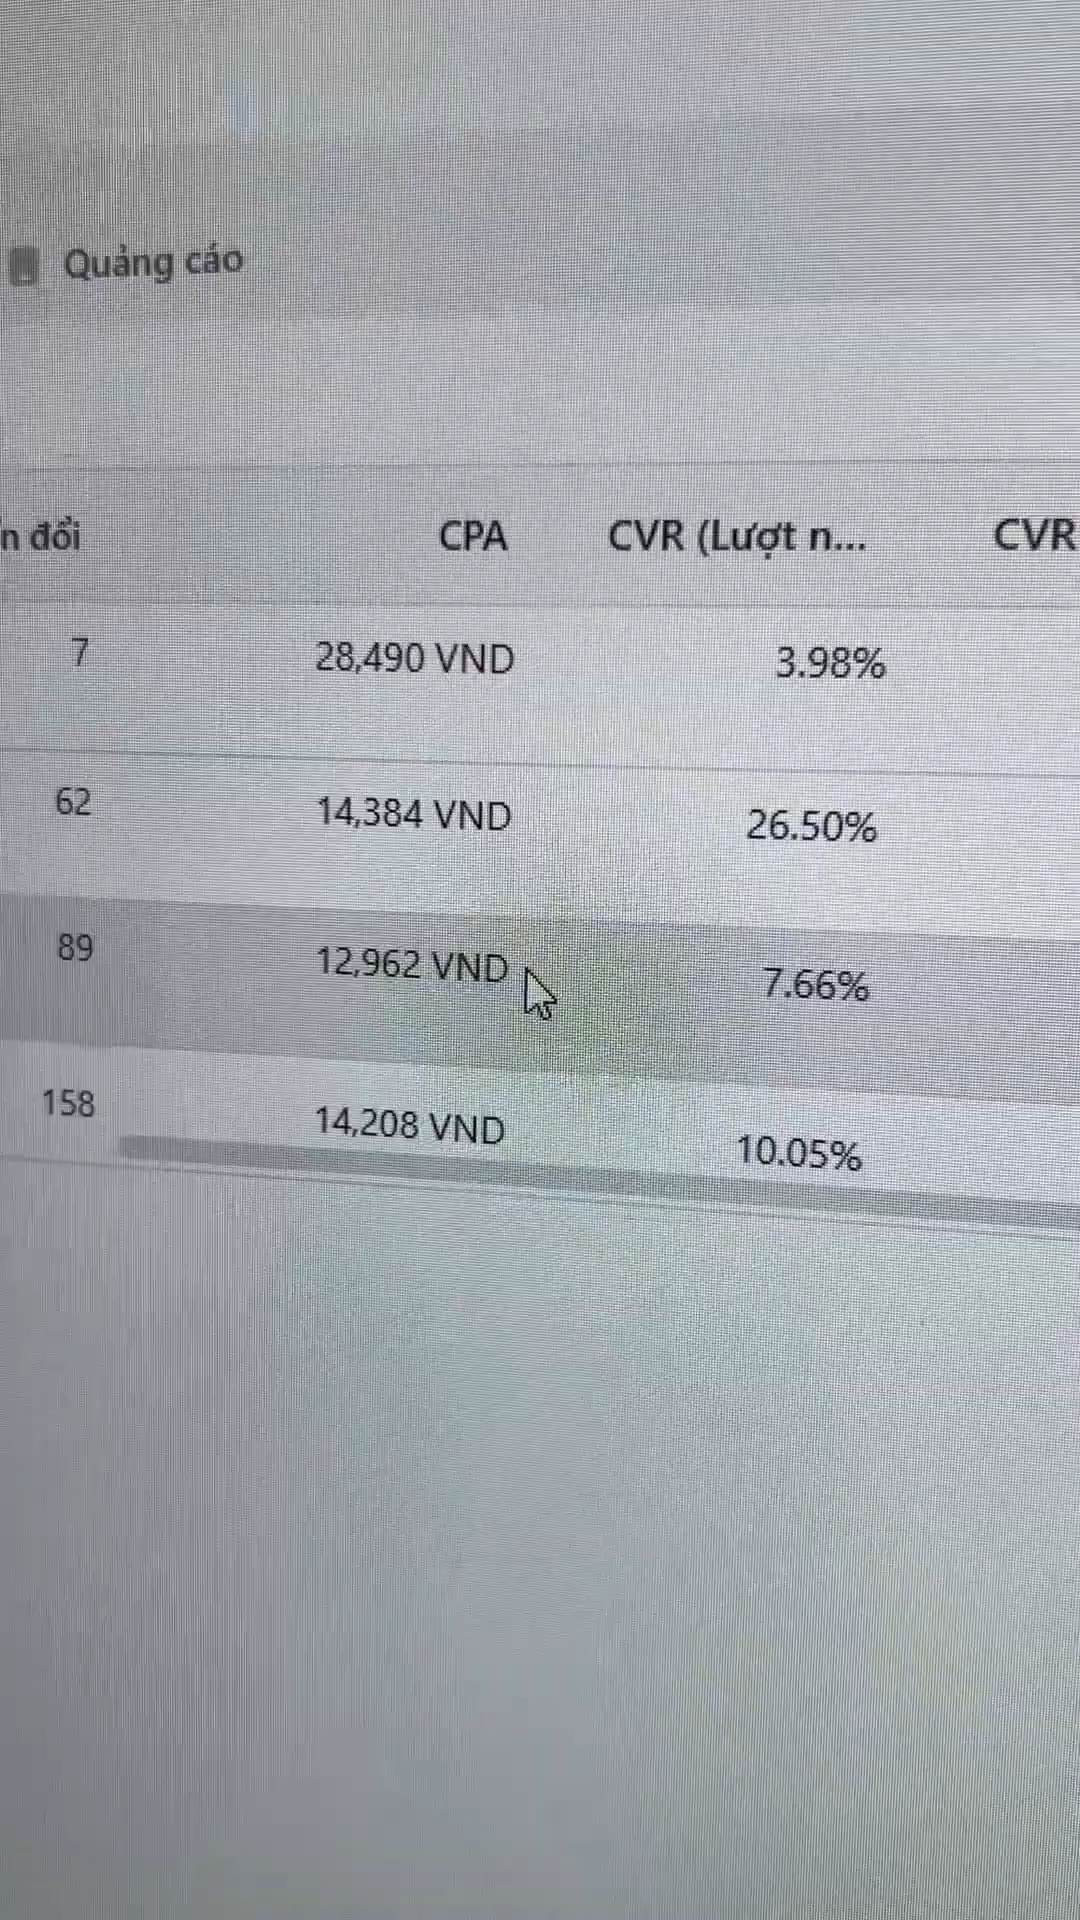 Quảng cáo
n đổi CPA CVR (Lượt n... CVR
7 28,490 VND 3.98%
62 14,384 VND 26.50%
89 12,962 VND 7.66%
158 14,208 VND 10.05%